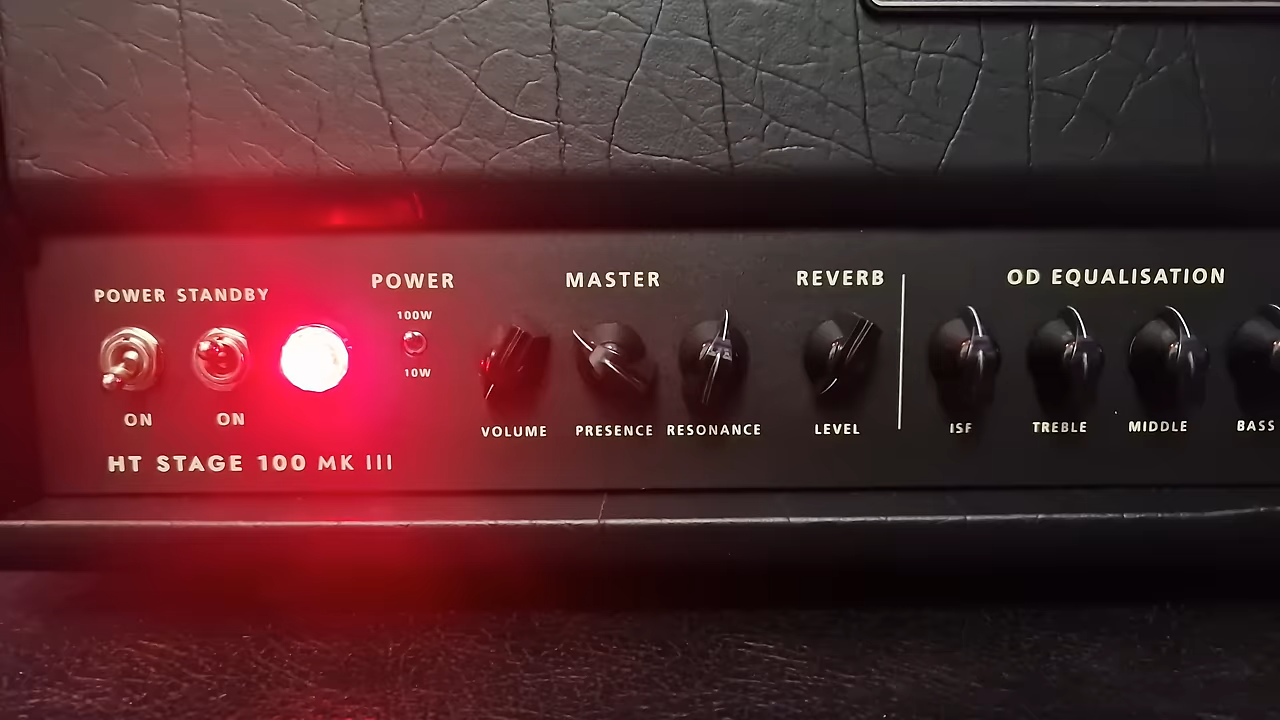 POWER STANDBY
POWER
MASTER
REVERB
OD EQUALISATION
100W
10W
ON
ON
VOLUME
PRESENCE
RESONANCE
LEVEL
ISF
TREBLE
MIDDLE
BASS
HT STAGE 100 MK III